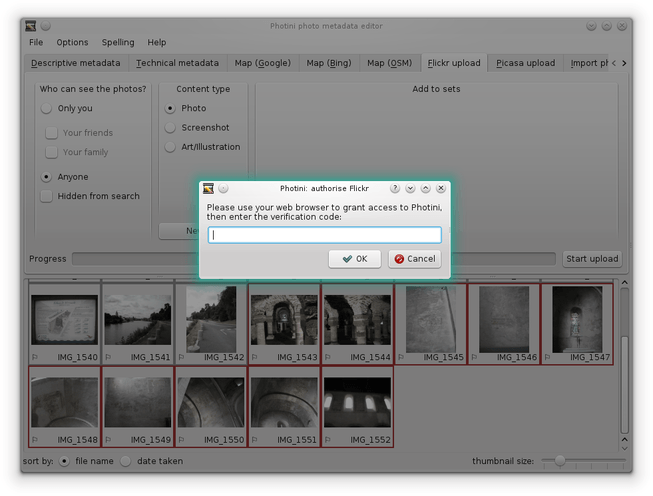 Photini photo metadata editor
File Options Spelling Help
Descriptive metadata Technical metadata Map (Google) Map (Bing) Map (OSM) Flickr upload Picasa upload Import ph
Who can see the photos? Content type Add to sets
Only you Photo
Your friends Screenshot
Your family Art/Illustration
Anyone
Hidden from search
Photini: authorise Flickr
Please use your web browser to grant access to Photini,
then enter the verification code:
OK Cancel
Ne
Progress Start upload
IMG_1540 IMG_1541 IMG_1542 IMG_1543 IMG_1544 IMG_1545 IMG_1546 IMG_1547
IMG_1548 IMG_1549 IMG_1550 IMG_1551 IMG_1552
sort by: file name date taken thumbnail size: